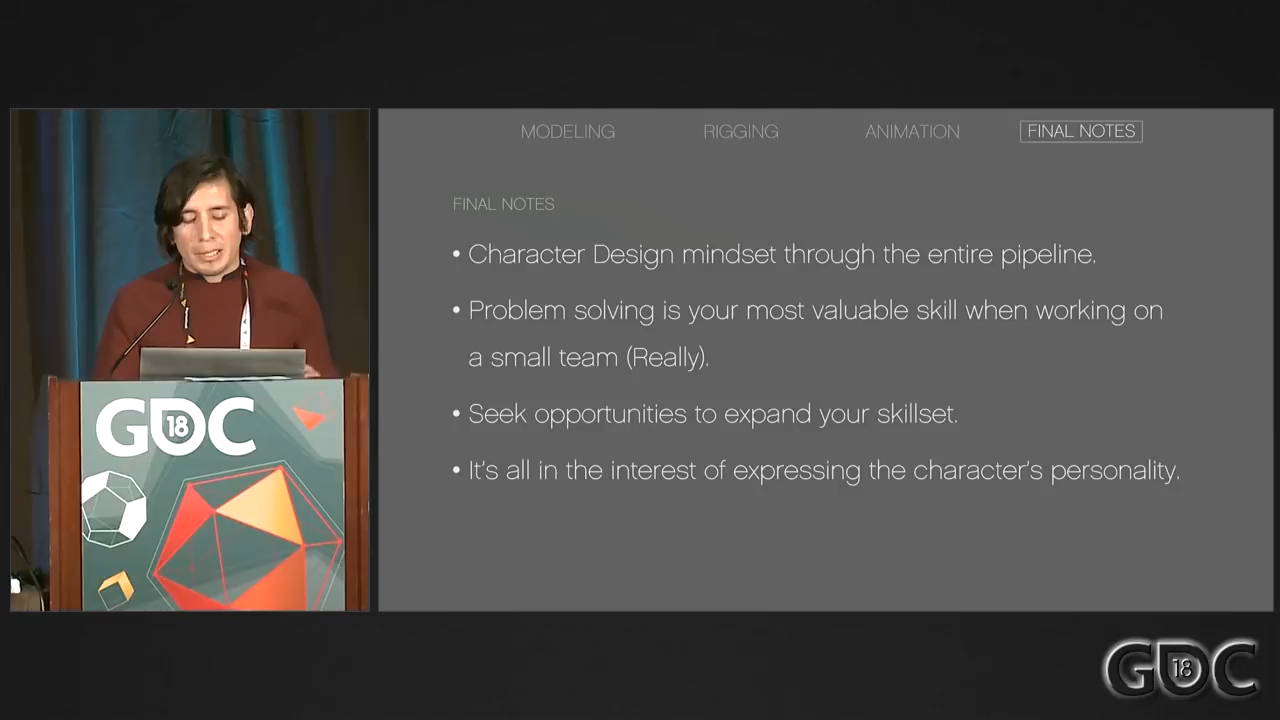 MODELING RIGGING ANIMATION FINAL NOTES
FINAL NOTES
• Character Design mindset through the entire pipeline.
• Problem solving is your most valuable skill when working on
a small team (Really).
• Seek opportunities to expand your skillset.
• It's all in the interest of expressing the character's personality.
GDC 18
GDC 18